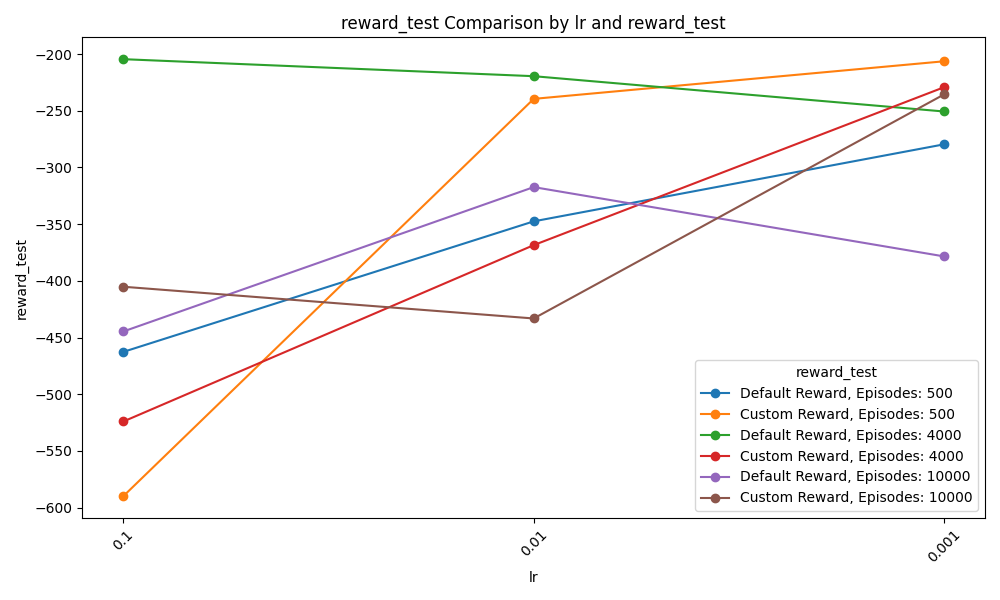 reward_test Comparison by lr and reward_test
reward_test
−200
−250
−300
−350
−400
−450
−500
−550
−600
0.1
0.01
0.001
lr
reward_test
Default Reward, Episodes: 500
Custom Reward, Episodes: 500
Default Reward, Episodes: 4000
Custom Reward, Episodes: 4000
Default Reward, Episodes: 10000
Custom Reward, Episodes: 10000